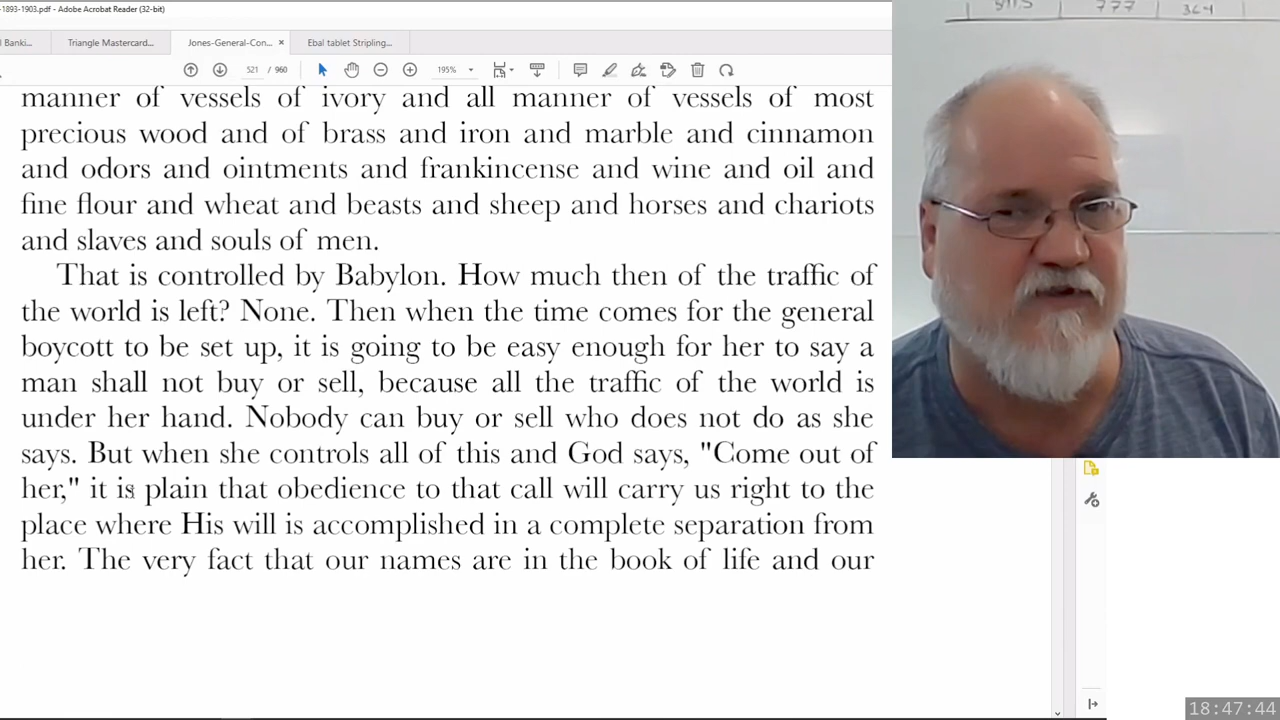 -1893-1903.pdf - Adobe Acrobat Reader (32-bit)
l Banki... Triangle Mastercard... Jones-General-Con... × Ebal tablet Stripling...
521 / 960 195%
manner of vessels of ivory and all manner of vessels of most
precious wood and of brass and iron and marble and cinnamon
and odors and ointments and frankincense and wine and oil and
fine flour and wheat and beasts and sheep and horses and chariots
and slaves and souls of men.
That is controlled by Babylon. How much then of the traffic of
the world is left? None. Then when the time comes for the general
boycott to be set up, it is going to be easy enough for her to say a
man shall not buy or sell, because all the traffic of the world is
under her hand. Nobody can buy or sell who does not do as she
says. But when she controls all of this and God says, "Come out of
her," it is plain that obedience to that call will carry us right to the
place where His will is accomplished in a complete separation from
her. The very fact that our names are in the book of life and our
777 364
18:47:44